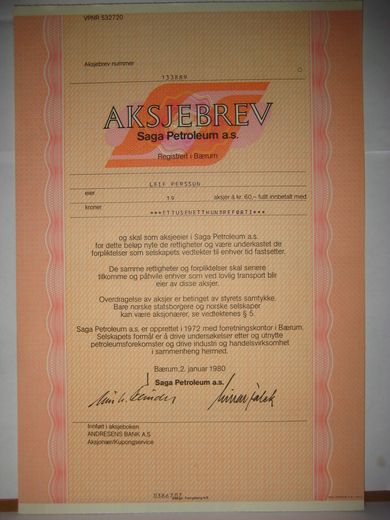 VPNR 532720
Aksjebrev nummer
133889
AKSJEBREV
Saga Petroleum a.s.
Registrert i Bærum
LEIF PERSSON
eier 19 aksjer à kr. 60,– fullt innbetalt med
kroner
***ETTUSENETTHUNDREFØRTI***
og skal som aksjeeier i Saga Petroleum a.s.
for dette beløp nyte de rettigheter og være underkastet de
forpliktelser som selskapets vedtekter til enhver tid fastsetter.
De samme rettigheter og forpliktelser skal senere
tilkomme og påhvile enhver som ved lovlig transport blir
eier av disse aksjer.
Overdragelse av aksjer er betinget av styrets samtykke.
Bare norske statsborgere og norske selskaper
kan være aksjonærer, se vedtektenes § 5.
Saga Petroleum a.s. er opprettet i 1972 med forretningskontor i Bærum.
Selskapets formål er å drive undersøkelser etter og utnytte
petroleumsforekomster og drive industri og handelsvirksomhet
i sammenheng hermed.
Bærum, 2. januar 1980
Saga Petroleum a.s.
Innført i aksjeboken
ANDRESENS BANK A.S
Aksjonær/Kupongservice
0386707